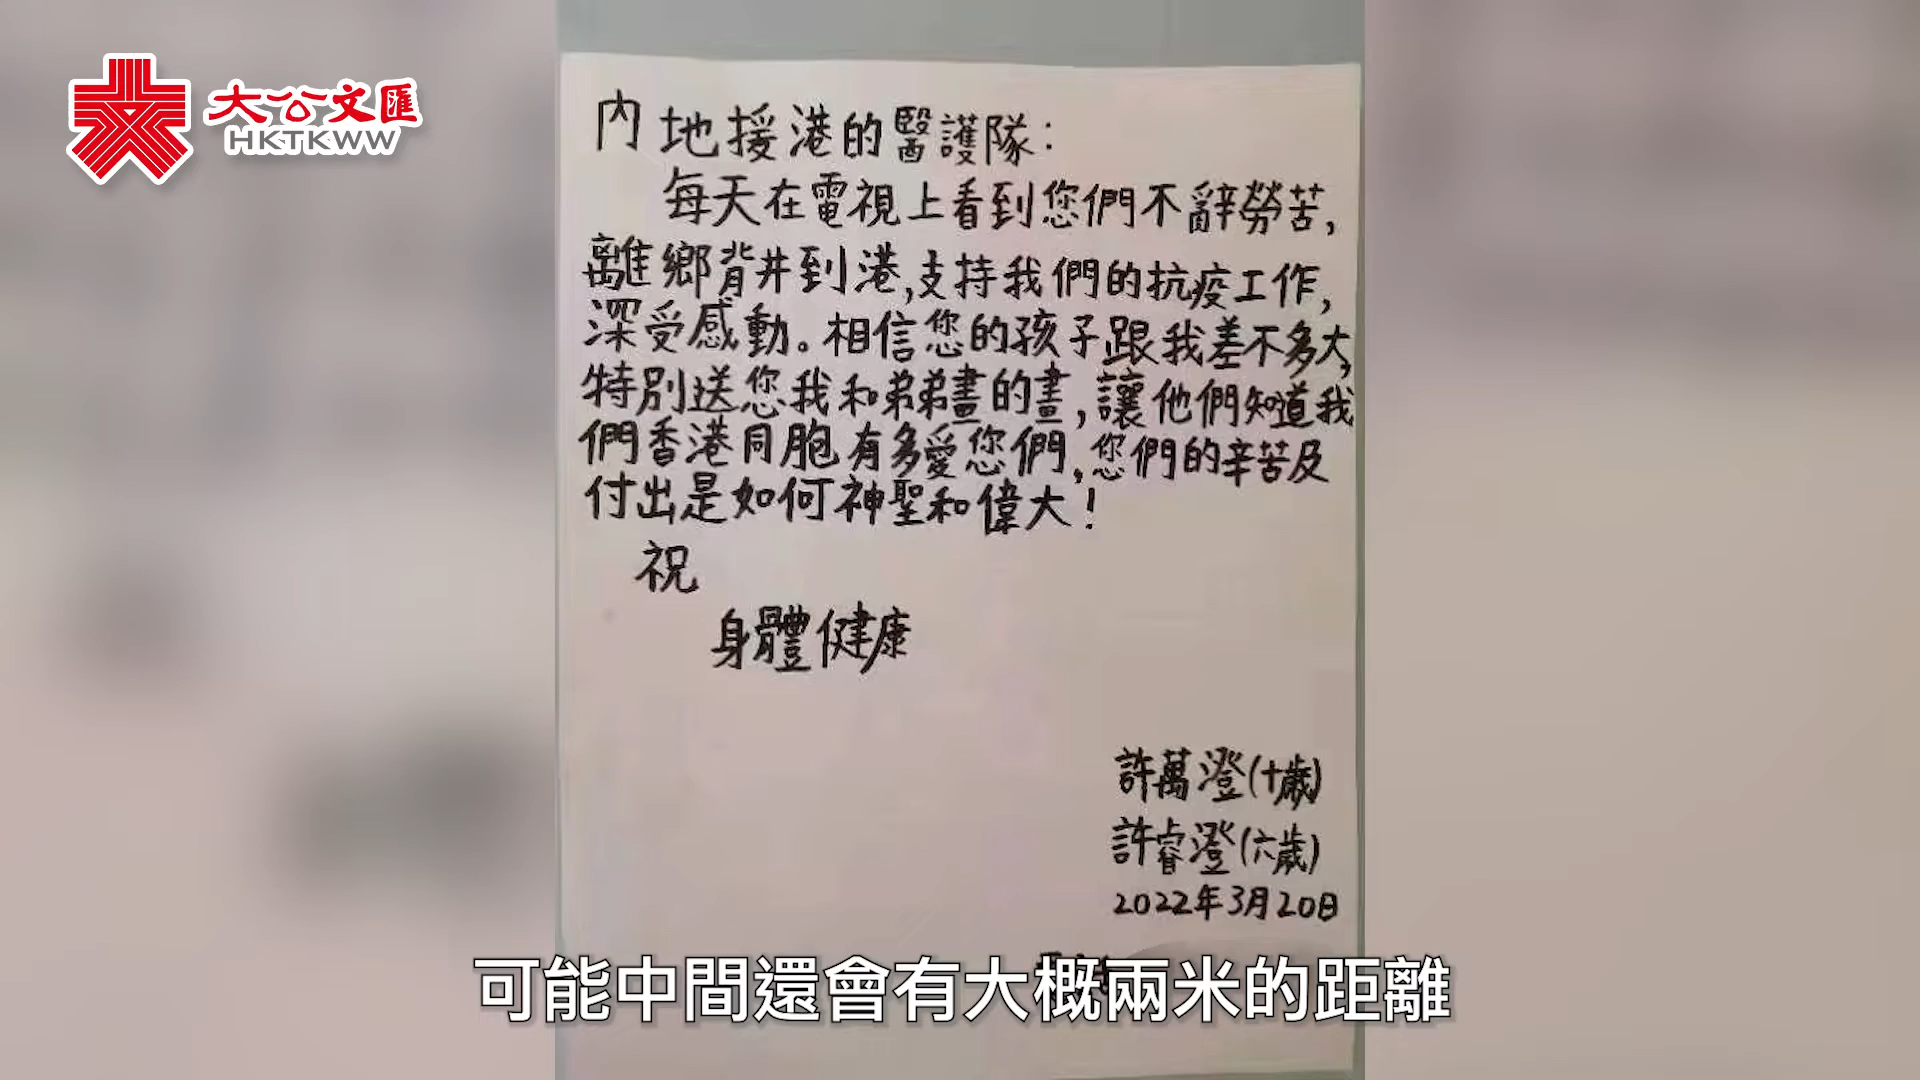 大公文匯
HKTKWW
內地援港的醫護隊：
每天在電視上看到您們不辭勞苦，
離鄉背井到港，支持我們的抗疫工作，
深受感動。相信您的孩子跟我差不多大，
特別送您我和弟弟畫的畫，讓他們知道我
們香港同胞有多愛您們，您們的辛苦及
付出是如何神聖和偉大！
祝
身體健康
許萬澄(十歲)
許睿澄(六歲)
2022年3月20日
可能中間還會有大概兩米的距離